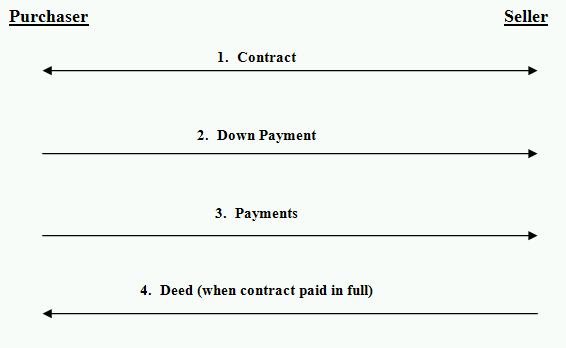 Purchaser Seller
1. Contract
2. Down Payment
3. Payments
4. Deed (when contract paid in full)